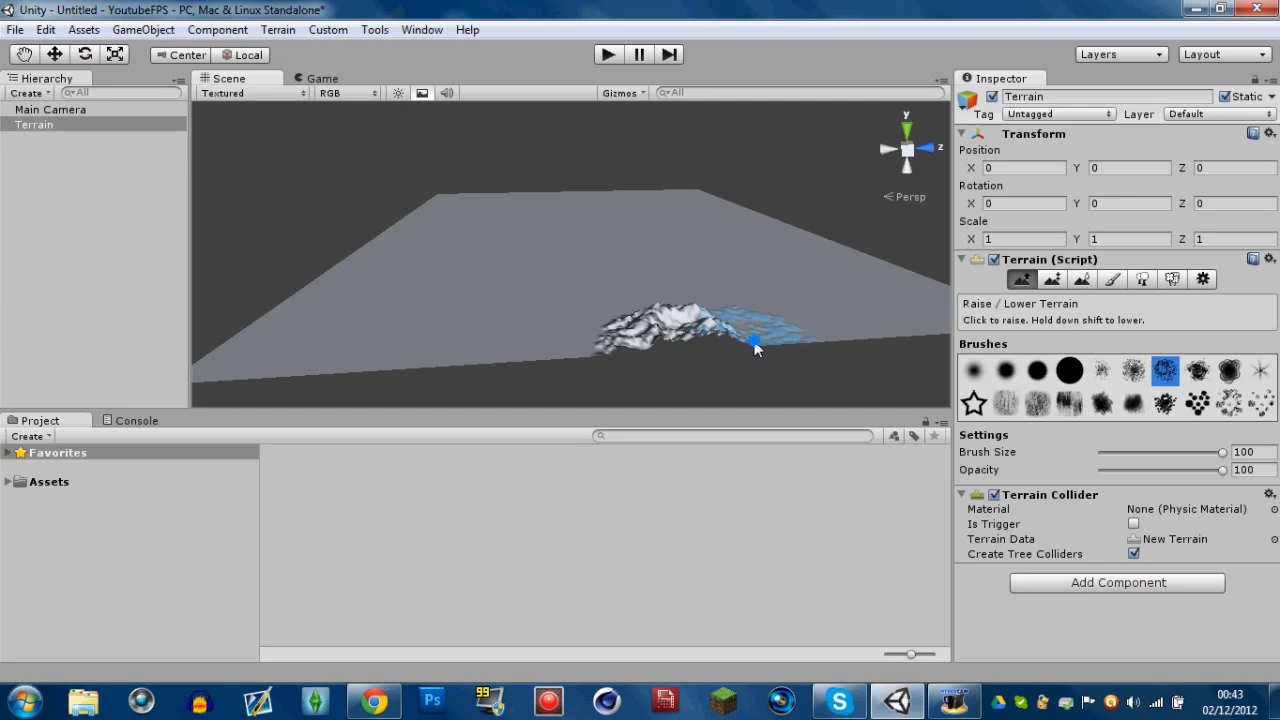 Unity - Untitled - YoutubeFPS - PC, Mac & Linux Standalone*
File Edit Assets GameObject Component Terrain Custom Tools Window Help
Center Local Layers Layout
Hierarchy
Create All
Main Camera
Terrain
Scene Game
Textured RGB Gizmos All
y
z
Persp
Project Console
Create
Favorites
Assets
Inspector
Terrain Static
Tag Untagged Layer Default
Transform
Position
X 0 Y 0 Z 0
Rotation
X 0 Y 0 Z 0
Scale
X 1 Y 1 Z 1
Terrain (Script)
Raise / Lower Terrain
Click to raise. Hold down shift to lower.
Brushes
Settings
Brush Size 100
Opacity 100
Terrain Collider
Material None (Physic Material)
Is Trigger
Terrain Data New Terrain
Create Tree Colliders
Add Component
Ps 99
00:43
02/12/2012